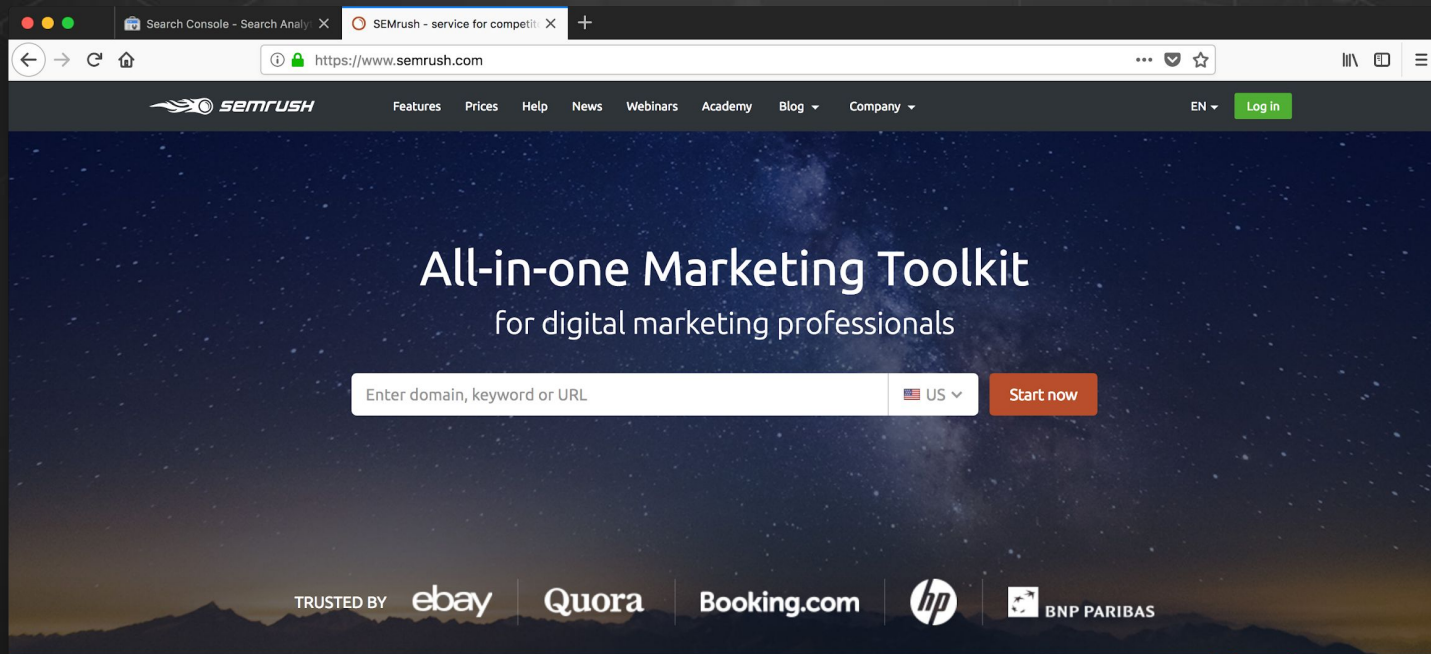 Search Console - Search Analy
SEMrush - service for competit
https://www.semrush.com
semrush
Features Prices Help News Webinars Academy Blog Company
EN
Log in
All-in-one Marketing Toolkit
for digital marketing professionals
Enter domain, keyword or URL
US
Start now
TRUSTED BY ebay Quora Booking.com hp BNP PARIBAS